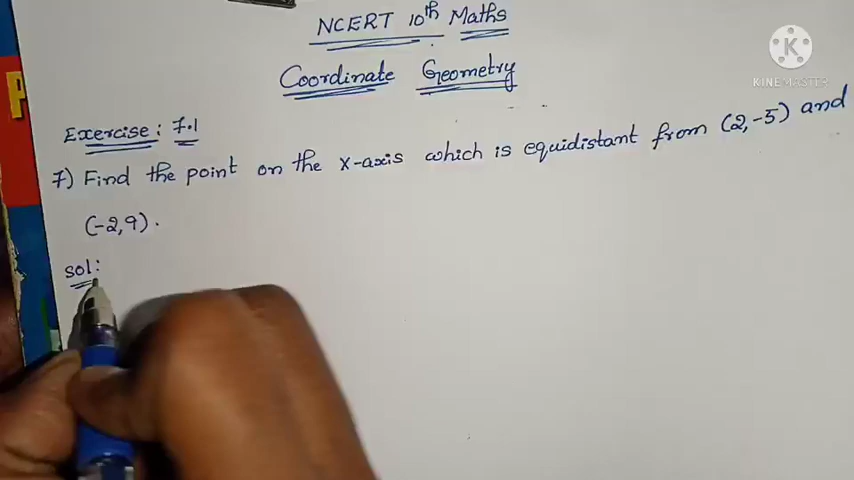 NCERT 10th Maths
Coordinate Geometry
KINEMASTER
Exercise: 7.1
7) Find the point on the x-axis which is equidistant from (2,-5) and
(-2,9).
sol: